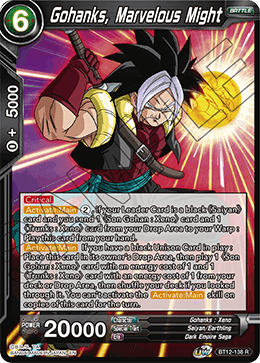 BATTLE
6
Gohanks, Marvelous Might
+ 5000
Critical
Activate:Main 2, If your Leader Card is a black《Saiyan》
card and you send 1《Son Gohan : Xeno》card and 1
《Trunks : Xeno》card from your Drop Area to your Warp :
Play this card from your hand.
Activate:Main If you have a black Unison Card in play :
Place this card in its owner's Drop Area, then play 1《Son
Gohan : Xeno》card with an energy cost of 1 and 1
《Trunks : Xeno》card with an energy cost of 1 from your
deck or Drop Area, then shuffle your deck if you looked
through it. You can't activate the Activate:Main skill on
copies of this card for the turn.
POWER
20000
Character
Gohanks : Xeno
Special Trait
Saiyan/Earthling
Era
Dark Empire Saga
BT12-138 R